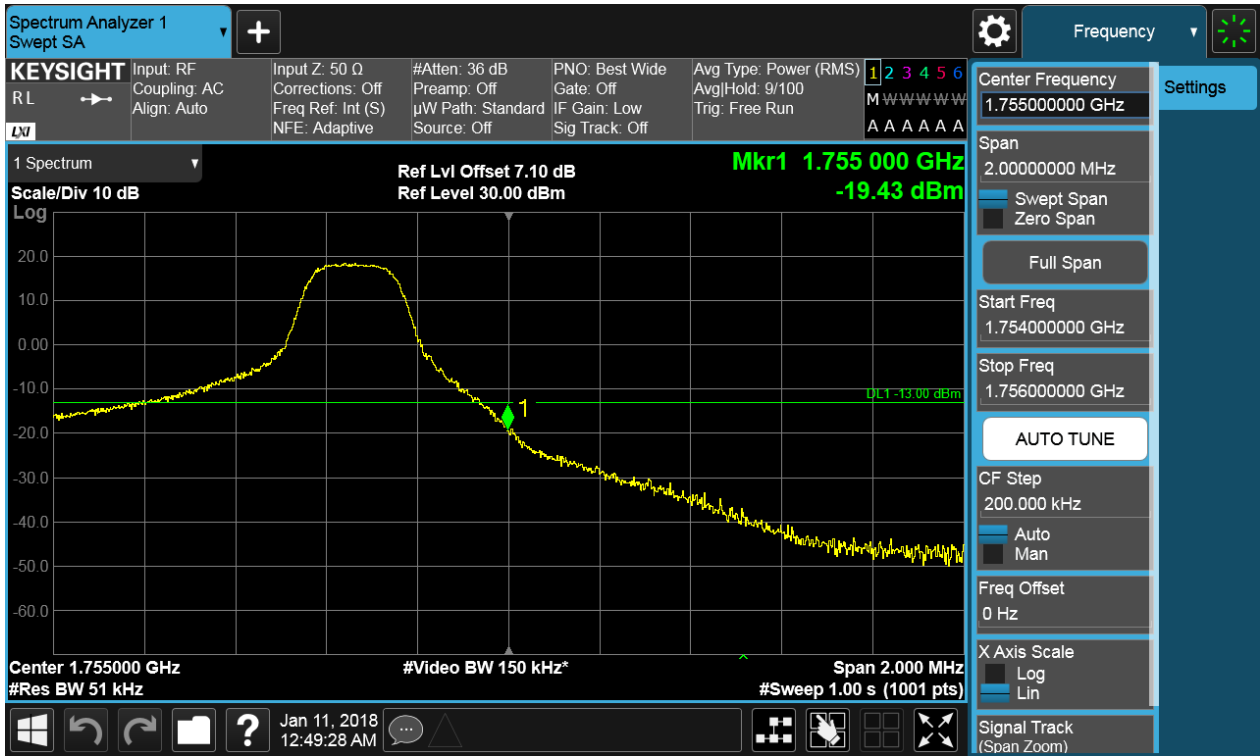 Spectrum Analyzer 1
Swept SA
+
Frequency
KEYSIGHT
R L
LXI
Input: RF
Coupling: AC
Align: Auto
Input Z: 50 Ω
Corrections: Off
Freq Ref: Int (S)
NFE: Adaptive
#Atten: 36 dB
Preamp: Off
µW Path: Standard
Source: Off
PNO: Best Wide
Gate: Off
IF Gain: Low
Sig Track: Off
Avg Type: Power (RMS)
Avg|Hold: 9/100
Trig: Free Run
1 2 3 4 5 6
M W W W W W
A A A A A A
1 Spectrum
Scale/Div 10 dB
Log
Ref Lvl Offset 7.10 dB
Ref Level 30.00 dBm
Mkr1 1.755 000 GHz
-19.43 dBm
20.0
10.0
0.00
-10.0
-20.0
-30.0
-40.0
-50.0
-60.0
DL1 -13.00 dBm
1
Center 1.755000 GHz
#Video BW 150 kHz*
Span 2.000 MHz
#Res BW 51 kHz
#Sweep 1.00 s (1001 pts)
Center Frequency
1.755000000 GHz
Span
2.00000000 MHz
Swept Span
Zero Span
Full Span
Start Freq
1.754000000 GHz
Stop Freq
1.756000000 GHz
AUTO TUNE
CF Step
200.000 kHz
Auto
Man
Freq Offset
0 Hz
X Axis Scale
Log
Lin
Signal Track
(Span Zoom)
Settings
?
Jan 11, 2018
12:49:28 AM